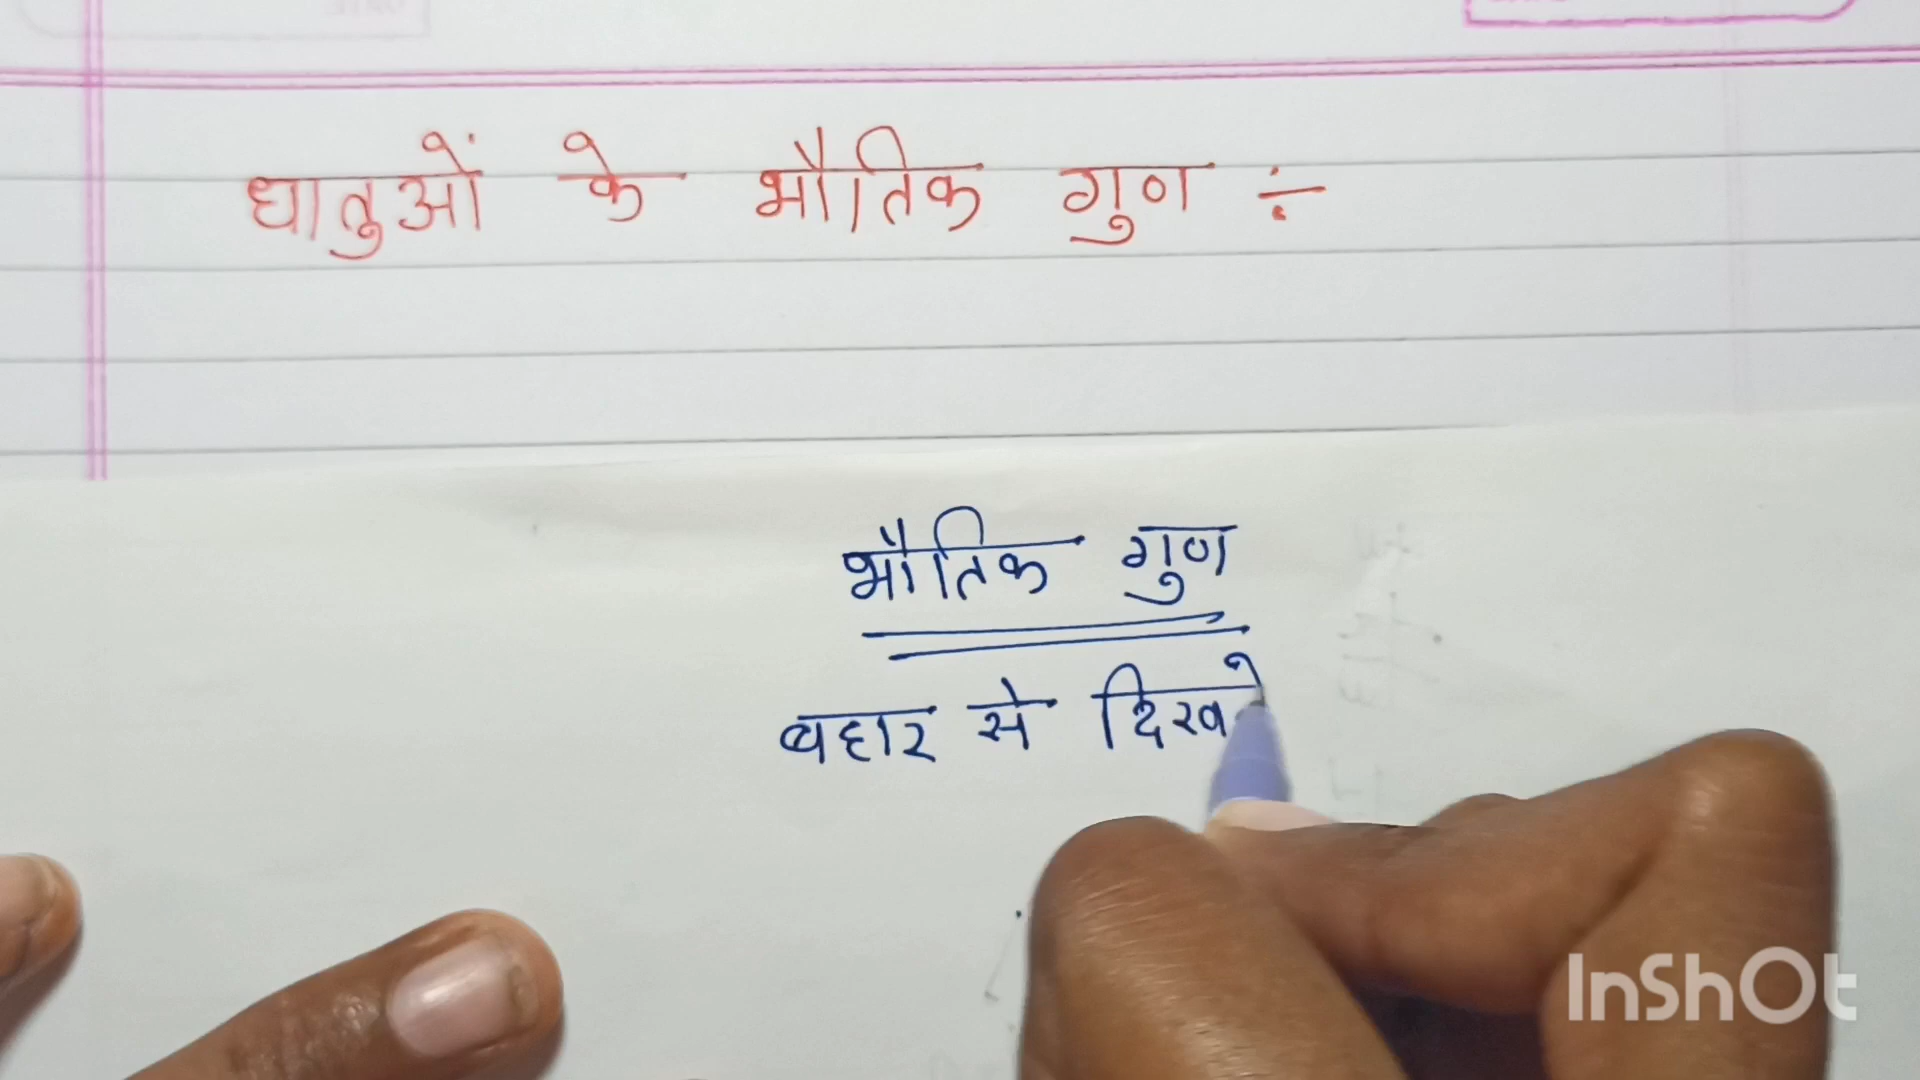 धातुओं के भौतिक गुण ÷
भौतिक गुण
बहार से दिखने
InShOt